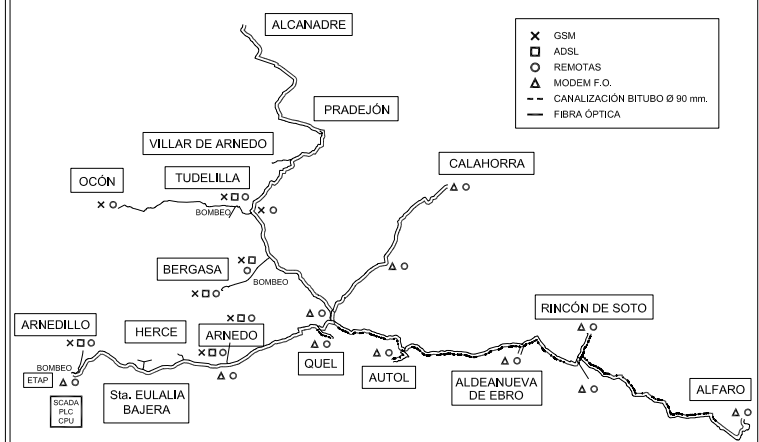 ALCANADRE
GSM
ADSL
REMOTAS
MODEM F.O.
CANALIZACIÓN BITUBO Ø 90 mm.
FIBRA ÓPTICA
PRADEJÓN
VILLAR DE ARNEDO
CALAHORRA
TUDELILLA
OCÓN
BOMBEO
BERGASA
BOMBEO
RINCÓN DE SOTO
ARNEDILLO
HERCE
ARNEDO
BOMBEO
ETAP
QUEL
AUTOL
ALDEANUEVA
DE EBRO
ALFARO
Sta. EULALIA
BAJERA
SCADA
PLC
CPU